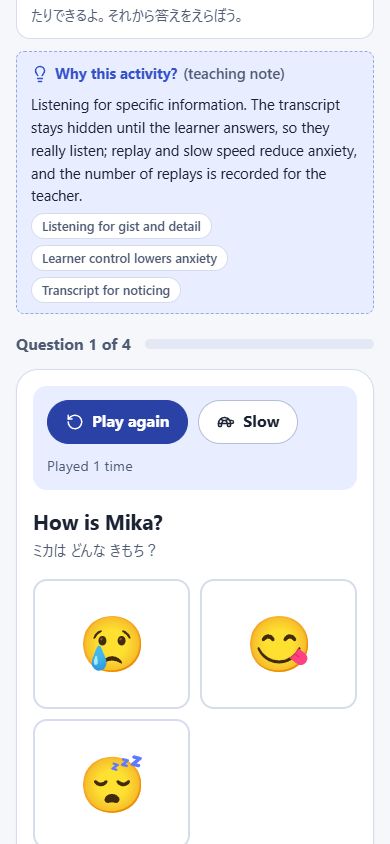 たりできるよ。それから答えをえらぼう。
Why this activity? (teaching note)
Listening for specific information. The transcript
stays hidden until the learner answers, so they
really listen; replay and slow speed reduce anxiety,
and the number of replays is recorded for the
teacher.
Listening for gist and detail
Learner control lowers anxiety
Transcript for noticing
Question 1 of 4
Play again
Slow
Played 1 time
How is Mika?
ミカは どんな きもち？